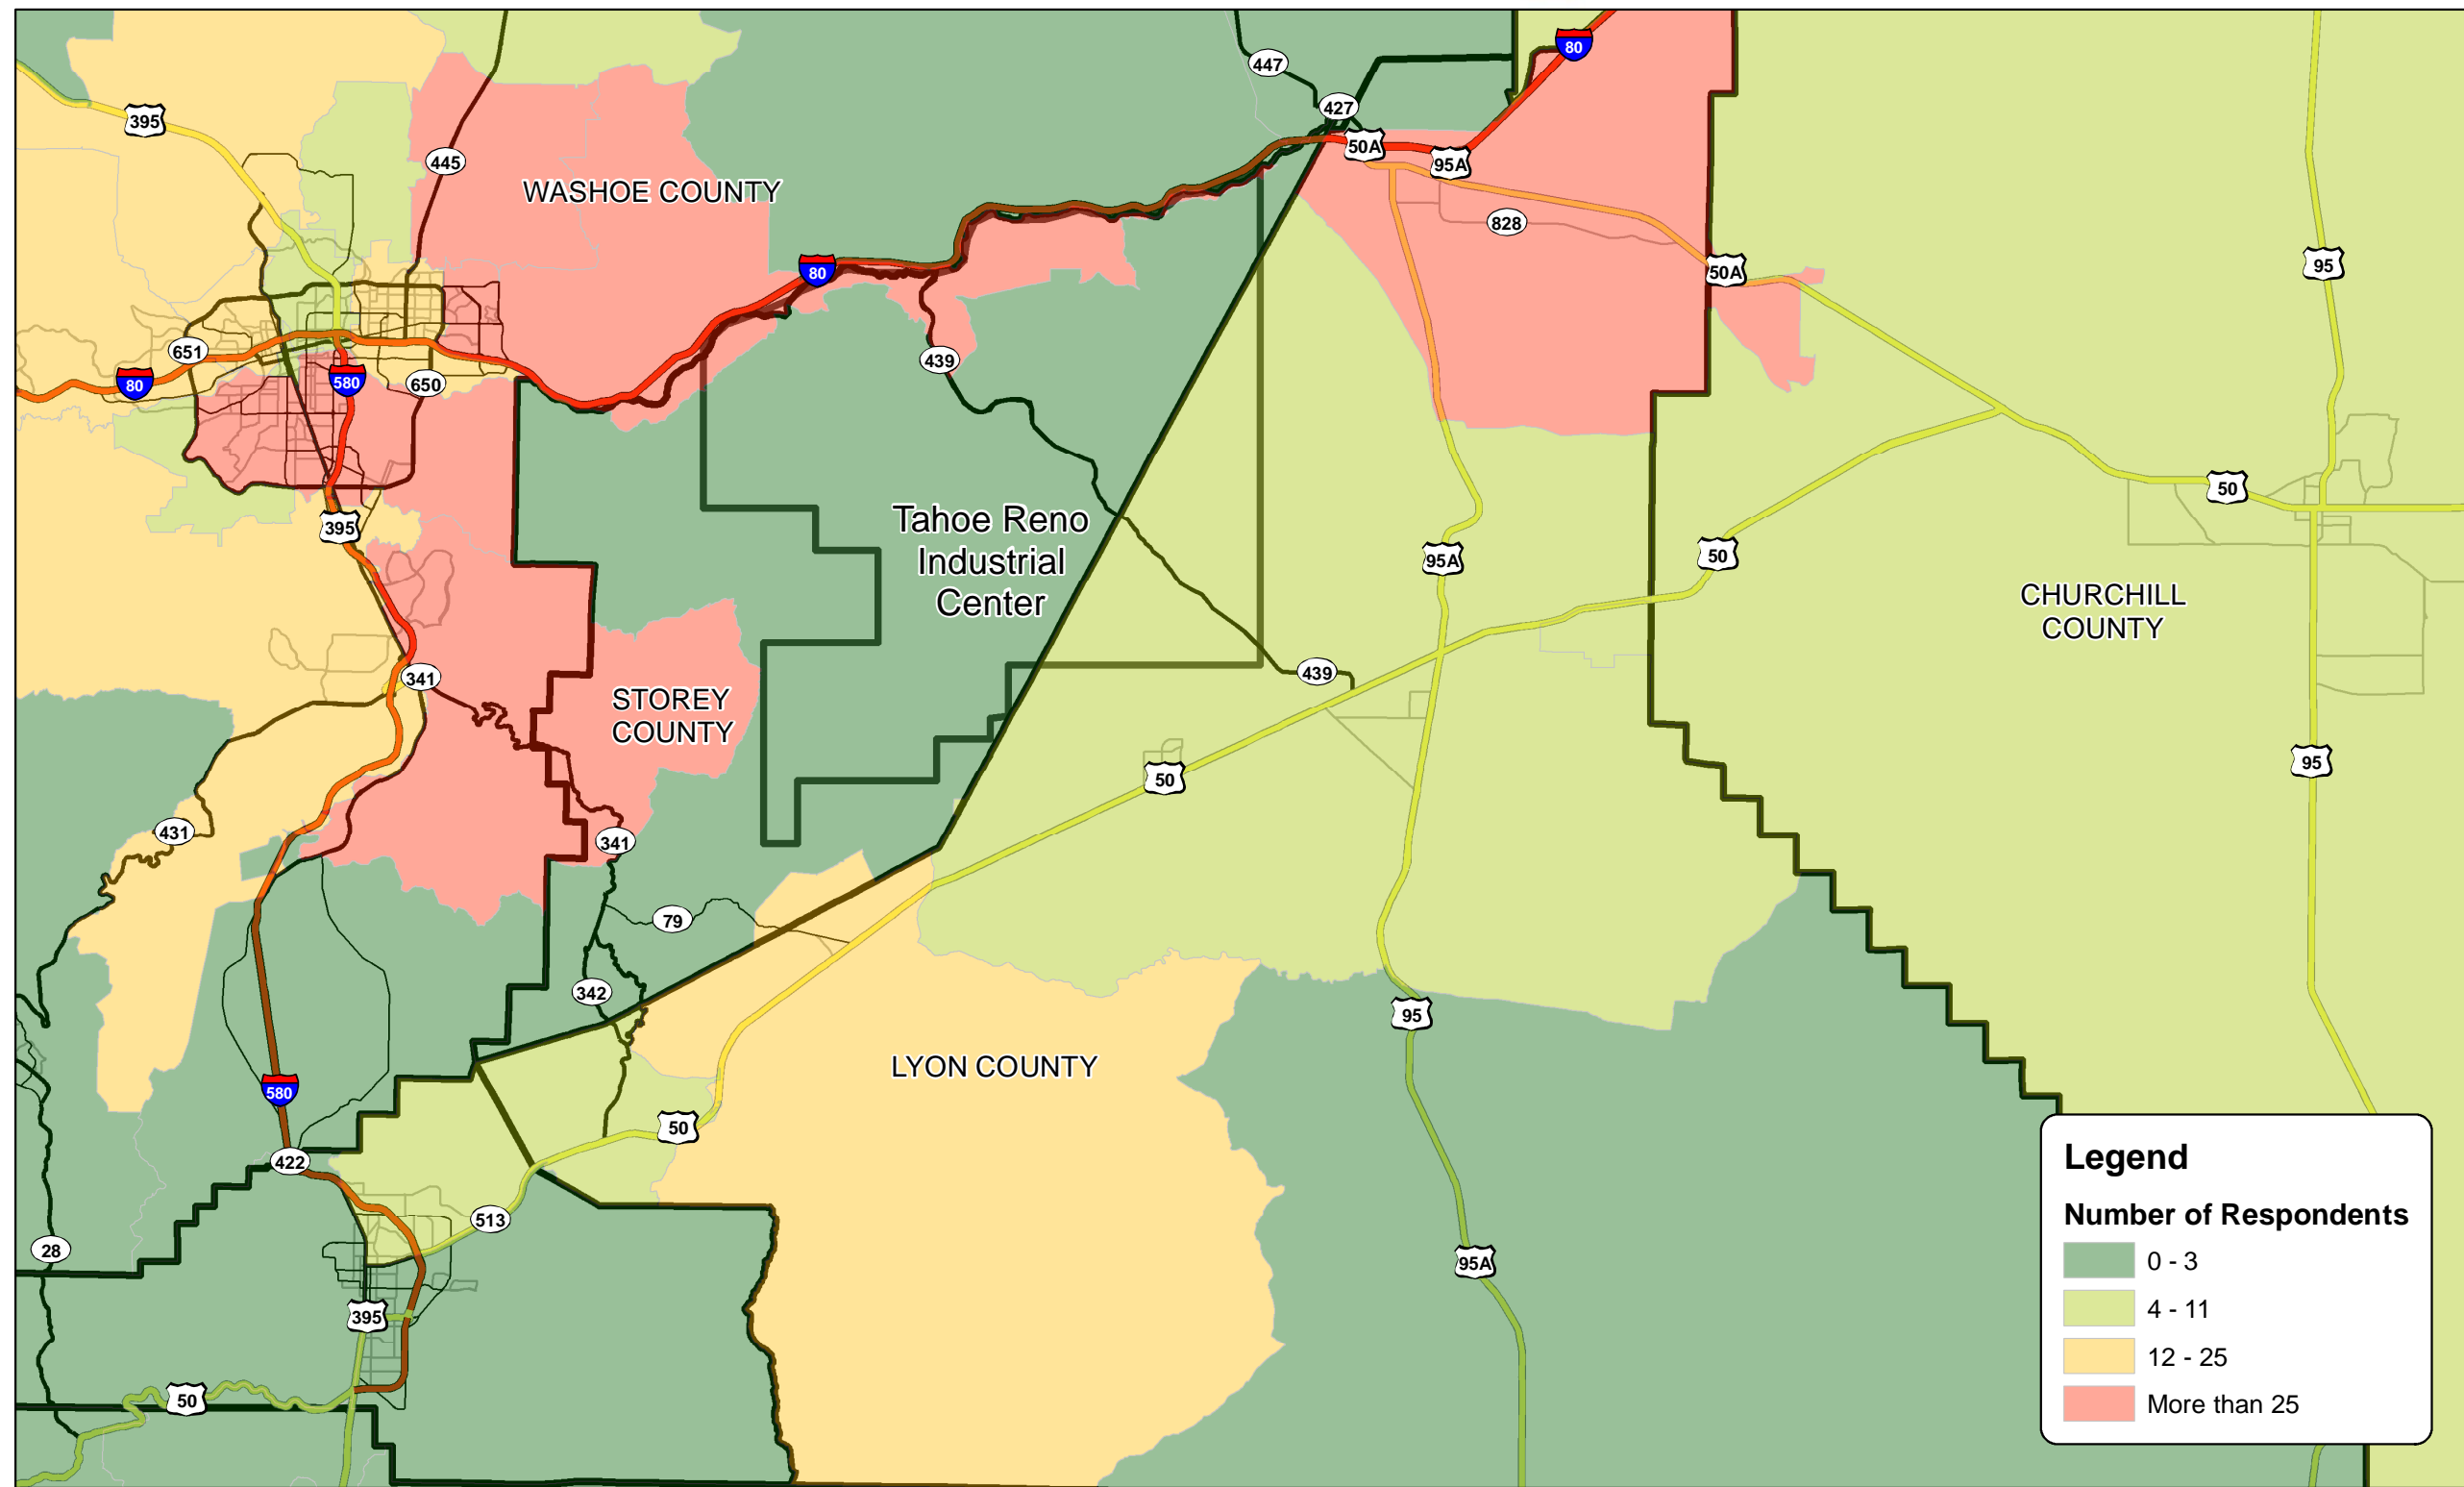 447
80
427
395
50A
95A
445
WASHOE COUNTY
828
80
50A
95
651
439
80
580
650
50
Tahoe Reno
Industrial
Center
395
95A
50
CHURCHILL
COUNTY
341
439
STOREY
COUNTY
50
95
431
341
79
342
95
LYON COUNTY
580
50
422
513
28
95A
395
50
Legend
Number of Respondents
0 - 3
4 - 11
12 - 25
More than 25